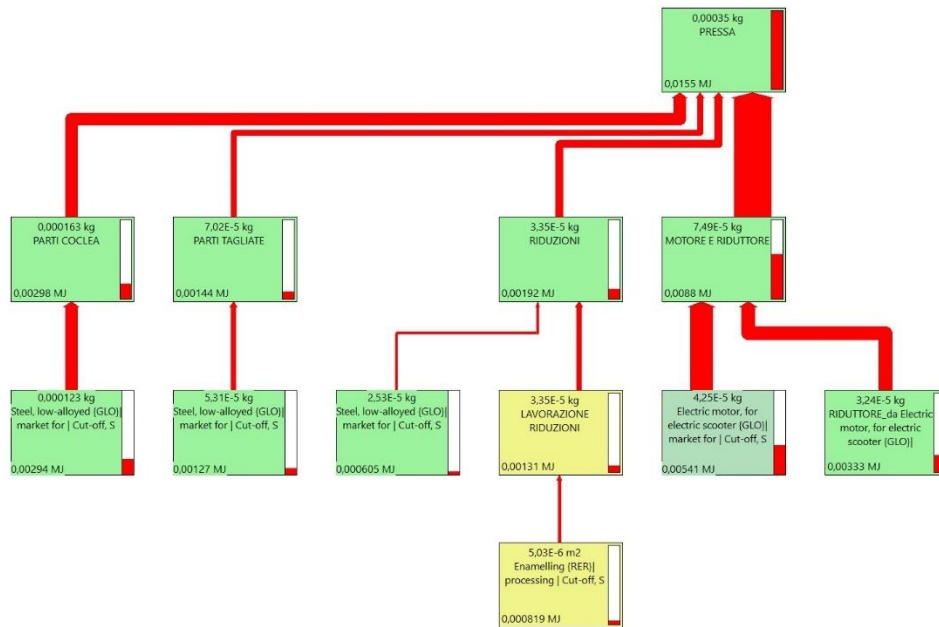 0,00035 kg
PRESSA
0,0155 MJ
0,000163 kg
PARTI COCLEA
0,00298 MJ
7,02E-5 kg
PARTI TAGLIATE
0,00144 MJ
3,35E-5 kg
RIDUZIONI
0,00192 MJ
7,49E-5 kg
MOTORE E RIDUTTORE
0,0088 MJ
0,000123 kg
Steel, low-alloyed {GLO}|
market for | Cut-off, S
0,00294 MJ
5,31E-5 kg
Steel, low-alloyed {GLO}|
market for | Cut-off, S
0,00127 MJ
2,53E-5 kg
Steel, low-alloyed {GLO}|
market for | Cut-off, S
0,000605 MJ
3,35E-5 kg
LAVORAZIONE
RIDUZIONI
0,00131 MJ
4,25E-5 kg
Electric motor, for
electric scooter {GLO}|
market for | Cut-off, S
0,00541 MJ
3,24E-5 kg
RIDUTTORE_da Electric
motor, for electric
scooter {GLO}|
0,00333 MJ
5,03E-6 m2
Enamelling {RER}|
processing | Cut-off, S
0,000819 MJ